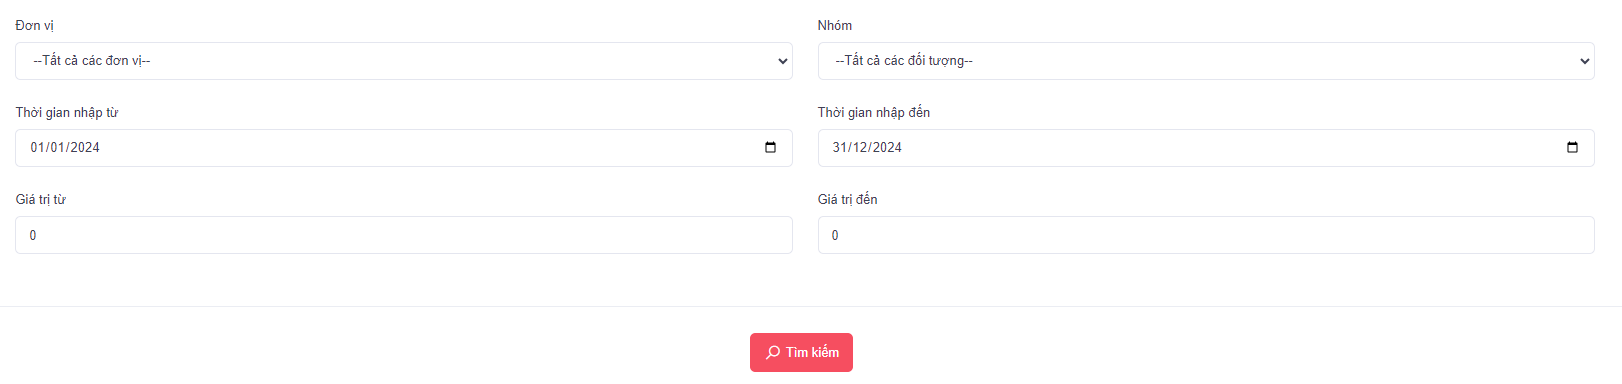 Đơn vị
Nhóm
--Tất cả các đơn vị--
--Tất cả các đối tượng--
Thời gian nhập từ
Thời gian nhập đến
01/01/2024
31/12/2024
Giá trị từ
Giá trị đến
0
0
Tìm kiếm